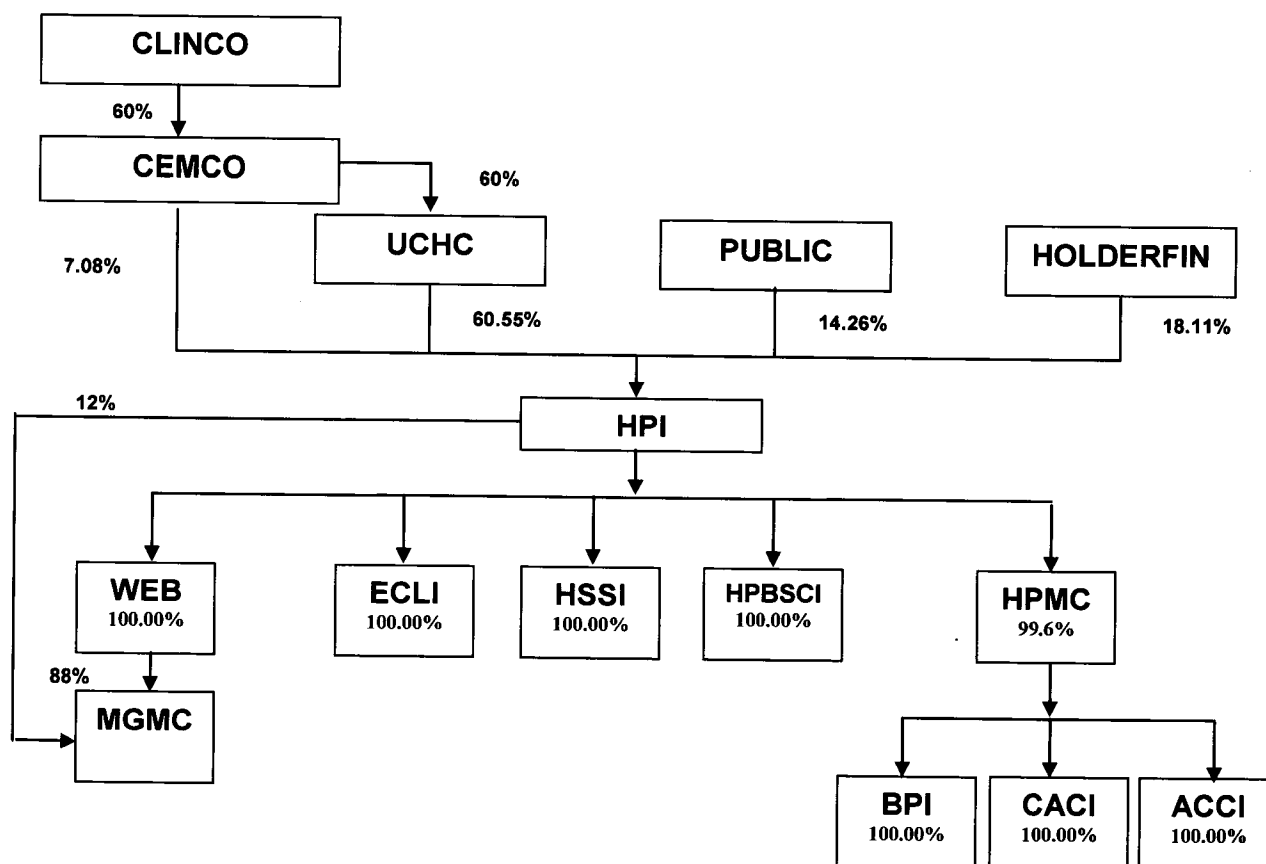 CLINCO
60%
CEMCO
60%
UCHC
PUBLIC
HOLDERFIN
7.08%
60.55%
14.26%
18.11%
12%
HPI
WEB
100.00%
ECLI
100.00%
HSSI
100.00%
HPBSCI
100.00%
HPMC
99.6%
88%
MGMC
BPI
100.00%
CACI
100.00%
ACCI
100.00%